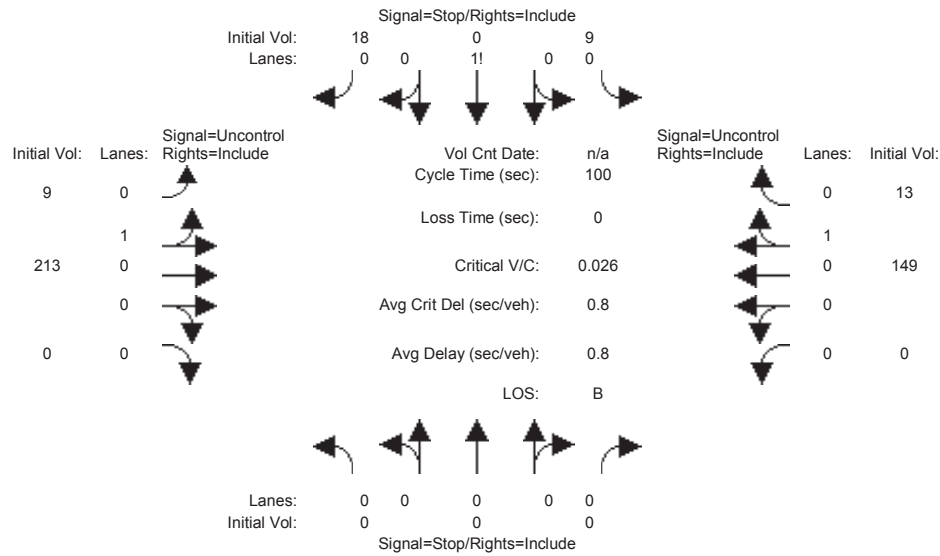 Signal=Stop/Rights=Include
Initial Vol: 18 0 9
Lanes: 0 0 1! 0 0
Signal=Uncontrol
Initial Vol: Lanes: Rights=Include
9 0
1
213 0
0
0 0
Vol Cnt Date: n/a
Cycle Time (sec): 100
Loss Time (sec): 0
Critical V/C: 0.026
Avg Crit Del (sec/veh): 0.8
Avg Delay (sec/veh): 0.8
LOS: B
Signal=Uncontrol
Rights=Include Lanes: Initial Vol:
0 13
1
0 149
0
0 0
Lanes: 0 0 0 0 0
Initial Vol: 0 0 0
Signal=Stop/Rights=Include